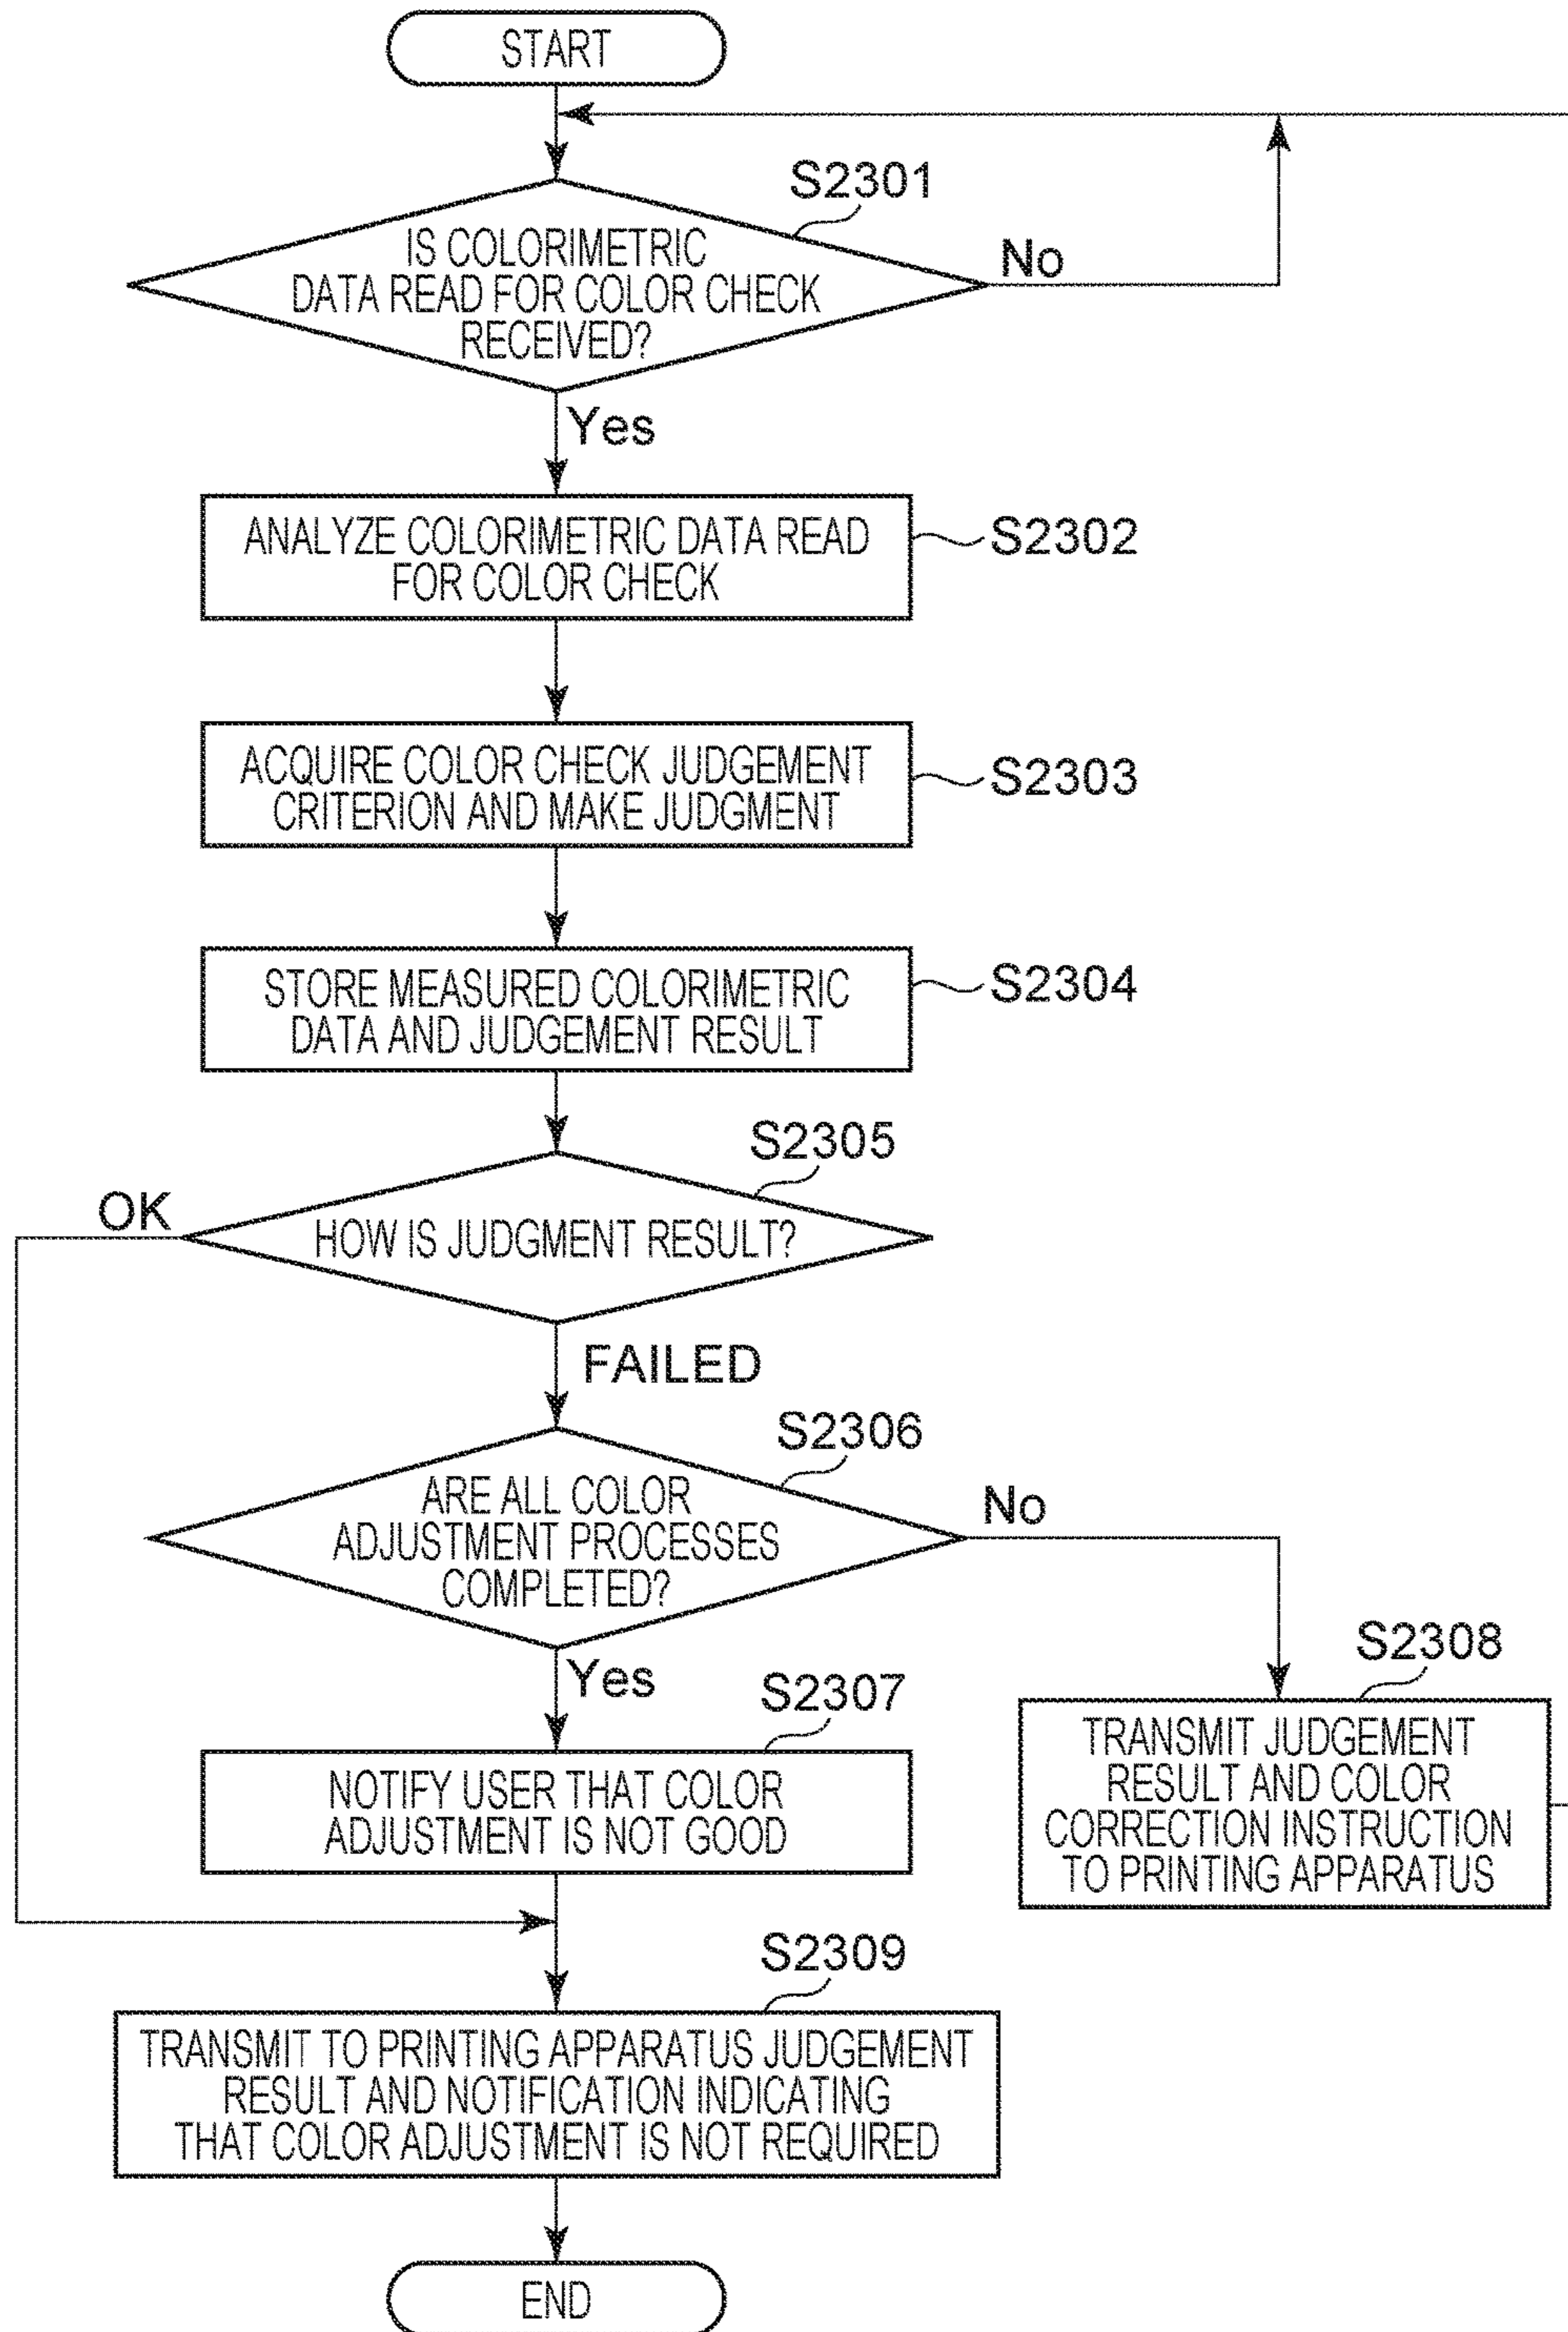 START
S2301
IS COLORIMETRIC
DATA READ FOR COLOR CHECK
RECEIVED?
No
Yes
ANALYZE COLORIMETRIC DATA READ
FOR COLOR CHECK
S2302
ACQUIRE COLOR CHECK JUDGEMENT
CRITERION AND MAKE JUDGMENT
S2303
STORE MEASURED COLORIMETRIC
DATA AND JUDGEMENT RESULT
S2304
S2305
OK
HOW IS JUDGMENT RESULT?
FAILED
S2306
ARE ALL COLOR
ADJUSTMENT PROCESSES
COMPLETED?
No
Yes
S2307
NOTIFY USER THAT COLOR
ADJUSTMENT IS NOT GOOD
S2308
TRANSMIT JUDGEMENT
RESULT AND COLOR
CORRECTION INSTRUCTION
TO PRINTING APPARATUS
S2309
TRANSMIT TO PRINTING APPARATUS JUDGEMENT
RESULT AND NOTIFICATION INDICATING
THAT COLOR ADJUSTMENT IS NOT REQUIRED
END